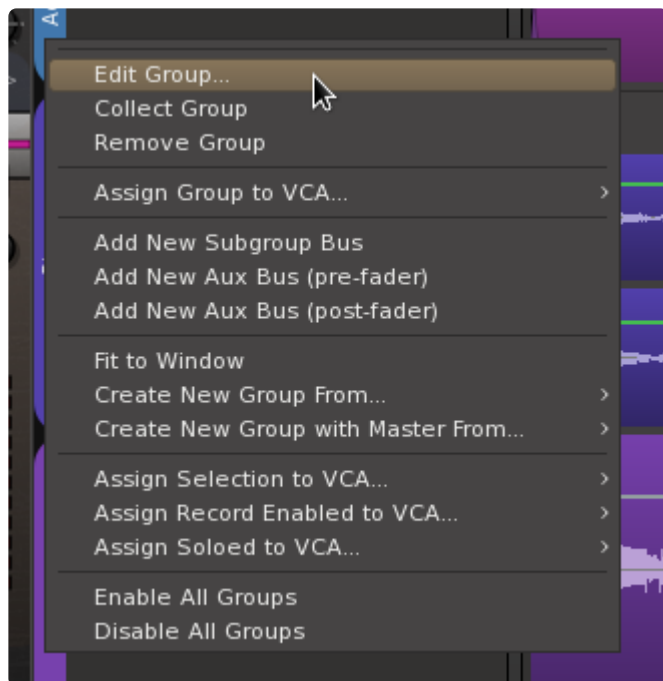 Edit Group...
Collect Group
Remove Group
Assign Group to VCA...
Add New Subgroup Bus
Add New Aux Bus (pre-fader)
Add New Aux Bus (post-fader)
Fit to Window
Create New Group From...
Create New Group with Master From...
Assign Selection to VCA...
Assign Record Enabled to VCA...
Assign Soloed to VCA...
Enable All Groups
Disable All Groups